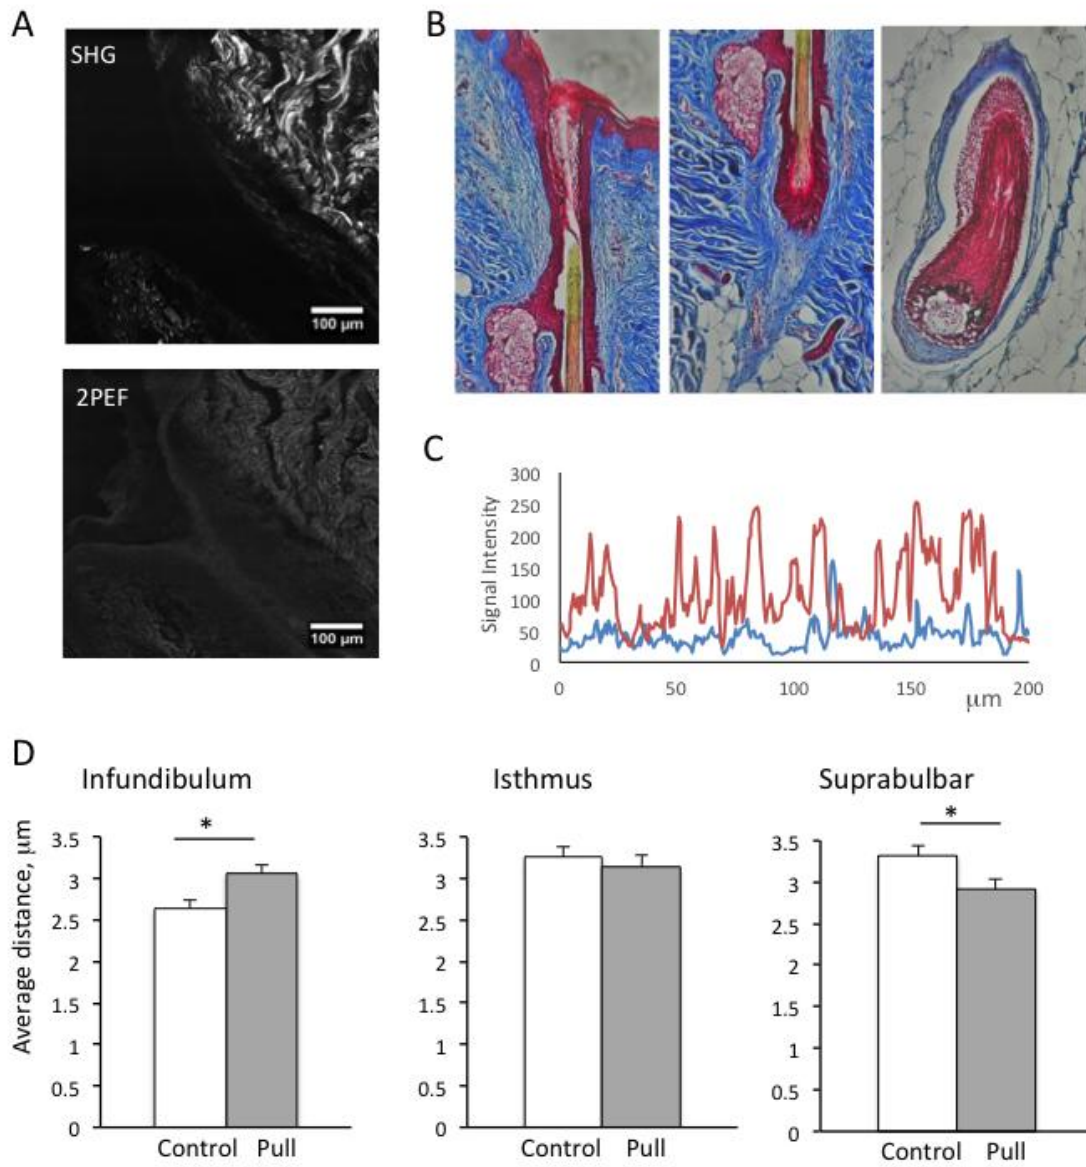 A
SHG
100 µm
2PEF
100 µm
B
C
Signal Intensity
300
250
200
150
100
50
0
0 50 100 150 200
µm
D
Infundibulum
Average distance, µm
3.5
3
2.5
2
1.5
1
0.5
0
*
Control Pull
Isthmus
3.5
3
2.5
2
1.5
1
0.5
0
Control Pull
Suprabulbar
3.5
3
2.5
2
1.5
1
0.5
0
*
Control Pull